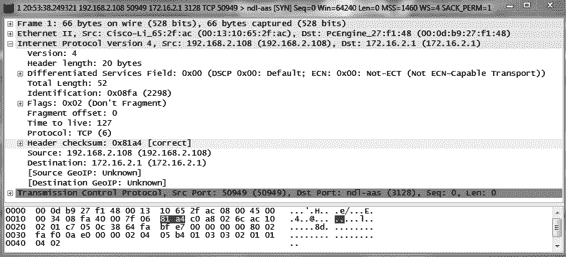 1 20:53:38.249321 192.168.2.108 50949 172.16.2.1 3128 TCP 50949 > ndl-aas [SYN] Seq=0 Win=64240 Len=0 MSS=1460 WS=4 SACK_PERM=1
Frame 1: 66 bytes on wire (528 bits), 66 bytes captured (528 bits)
Ethernet II, Src: Cisco-Li_65:2f:ac (00:13:10:65:2f:ac), Dst: PcEngine_27:f1:48 (00:0d:b9:27:f1:48)
Internet Protocol Version 4, Src: 192.168.2.108 (192.168.2.108), Dst: 172.16.2.1 (172.16.2.1)
Version: 4
Header length: 20 bytes
Differentiated Services Field: 0x00 (DSCP 0x00: Default; ECN: 0x00: Not-ECT (Not ECN-Capable Transport))
Total Length: 52
Identification: 0x08fa (2298)
Flags: 0x02 (Don't Fragment)
Fragment offset: 0
Time to live: 127
Protocol: TCP (6)
Header checksum: 0x81a4 [correct]
Source: 192.168.2.108 (192.168.2.108)
Destination: 172.16.2.1 (172.16.2.1)
[Source GeoIP: Unknown]
[Destination GeoIP: Unknown]
Transmission Control Protocol, Src Port: 50949 (50949), Dst Port: ndl-aas (3128), Seq: 0, Len: 0
0000 00 0d b9 27 f1 48 00 13 10 65 2f ac 08 00 45 00 ...'.H.. .e/...E.
0010 00 34 08 fa 40 00 7f 06 81 a4 c0 a8 02 6c ac 10 .4..@... .....l..
0020 02 01 c7 05 0c 38 64 fa bf e7 00 00 00 00 80 02 .....8d. ........
0030 fa f0 0a e0 00 00 02 04 05 b4 01 03 03 02 01 01 ........ ........
0040 04 02 ..